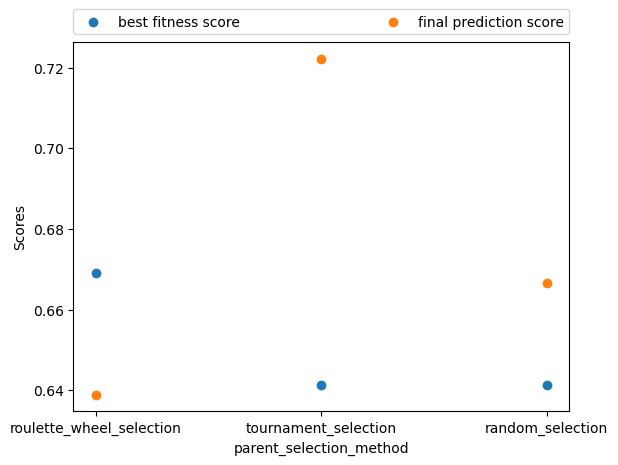 best fitness score
final prediction score
0.72
0.70
0.68
0.66
0.64
Scores
roulette_wheel_selection
tournament_selection
random_selection
parent_selection_method